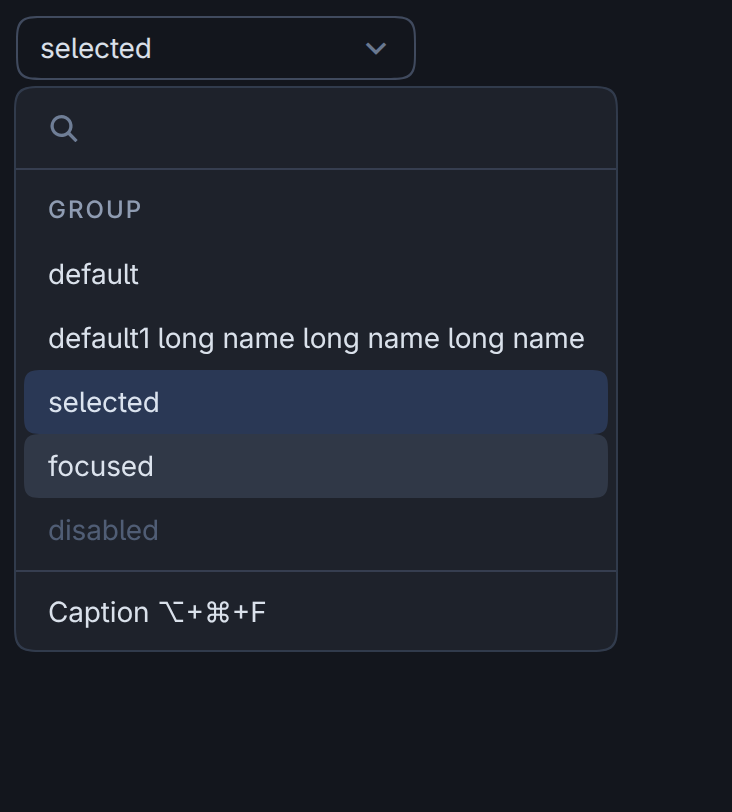 selected
GROUP
default
default1 long name long name long name
selected
focused
disabled
Caption ⌥+⌘+F